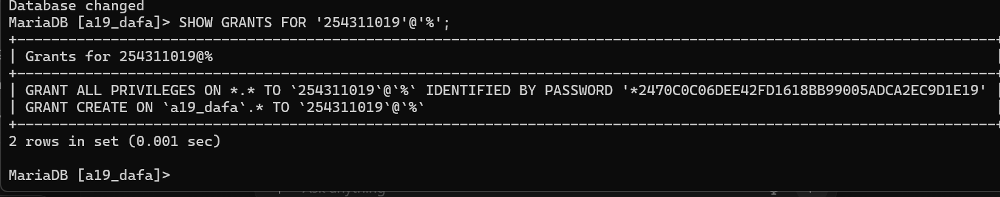 Database changed
MariaDB [a19_dafa]> SHOW GRANTS FOR '254311019'@'%';
+--------------------------------------------------------------------------------------------------------------------
| Grants for 254311019@%
+--------------------------------------------------------------------------------------------------------------------
| GRANT ALL PRIVILEGES ON *.* TO `254311019`@`%` IDENTIFIED BY PASSWORD '*2470C0C06DEE42FD1618BB99005ADCA2EC9D1E19' |
| GRANT CREATE ON `a19_dafa`.* TO `254311019`@`%`
+--------------------------------------------------------------------------------------------------------------------
2 rows in set (0.001 sec)
MariaDB [a19_dafa]>